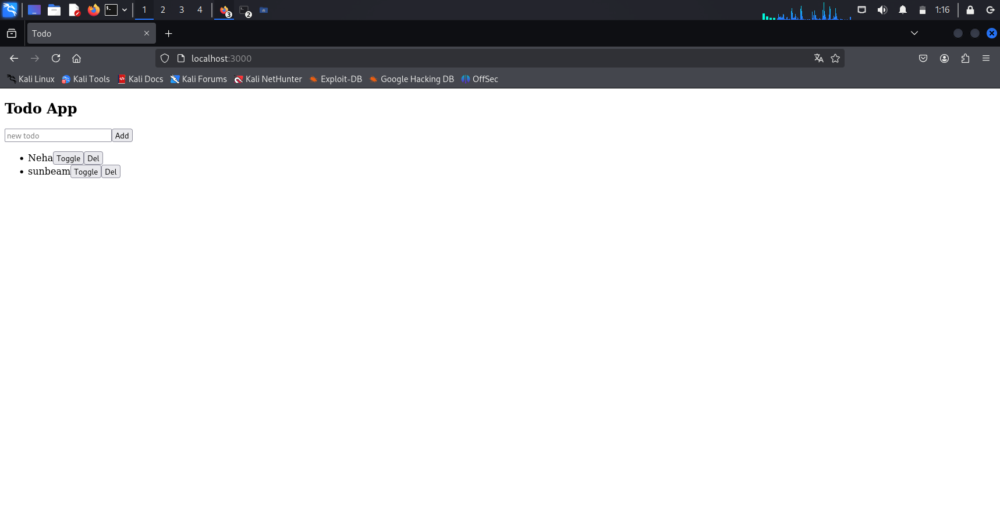 1 2 3 4 3 2 1:16
Todo
localhost:3000
Kali Linux Kali Tools Kali Docs Kali Forums Kali NetHunter Exploit-DB Google Hacking DB OffSec
Todo App
new todo Add
Neha Toggle Del
sunbeam Toggle Del